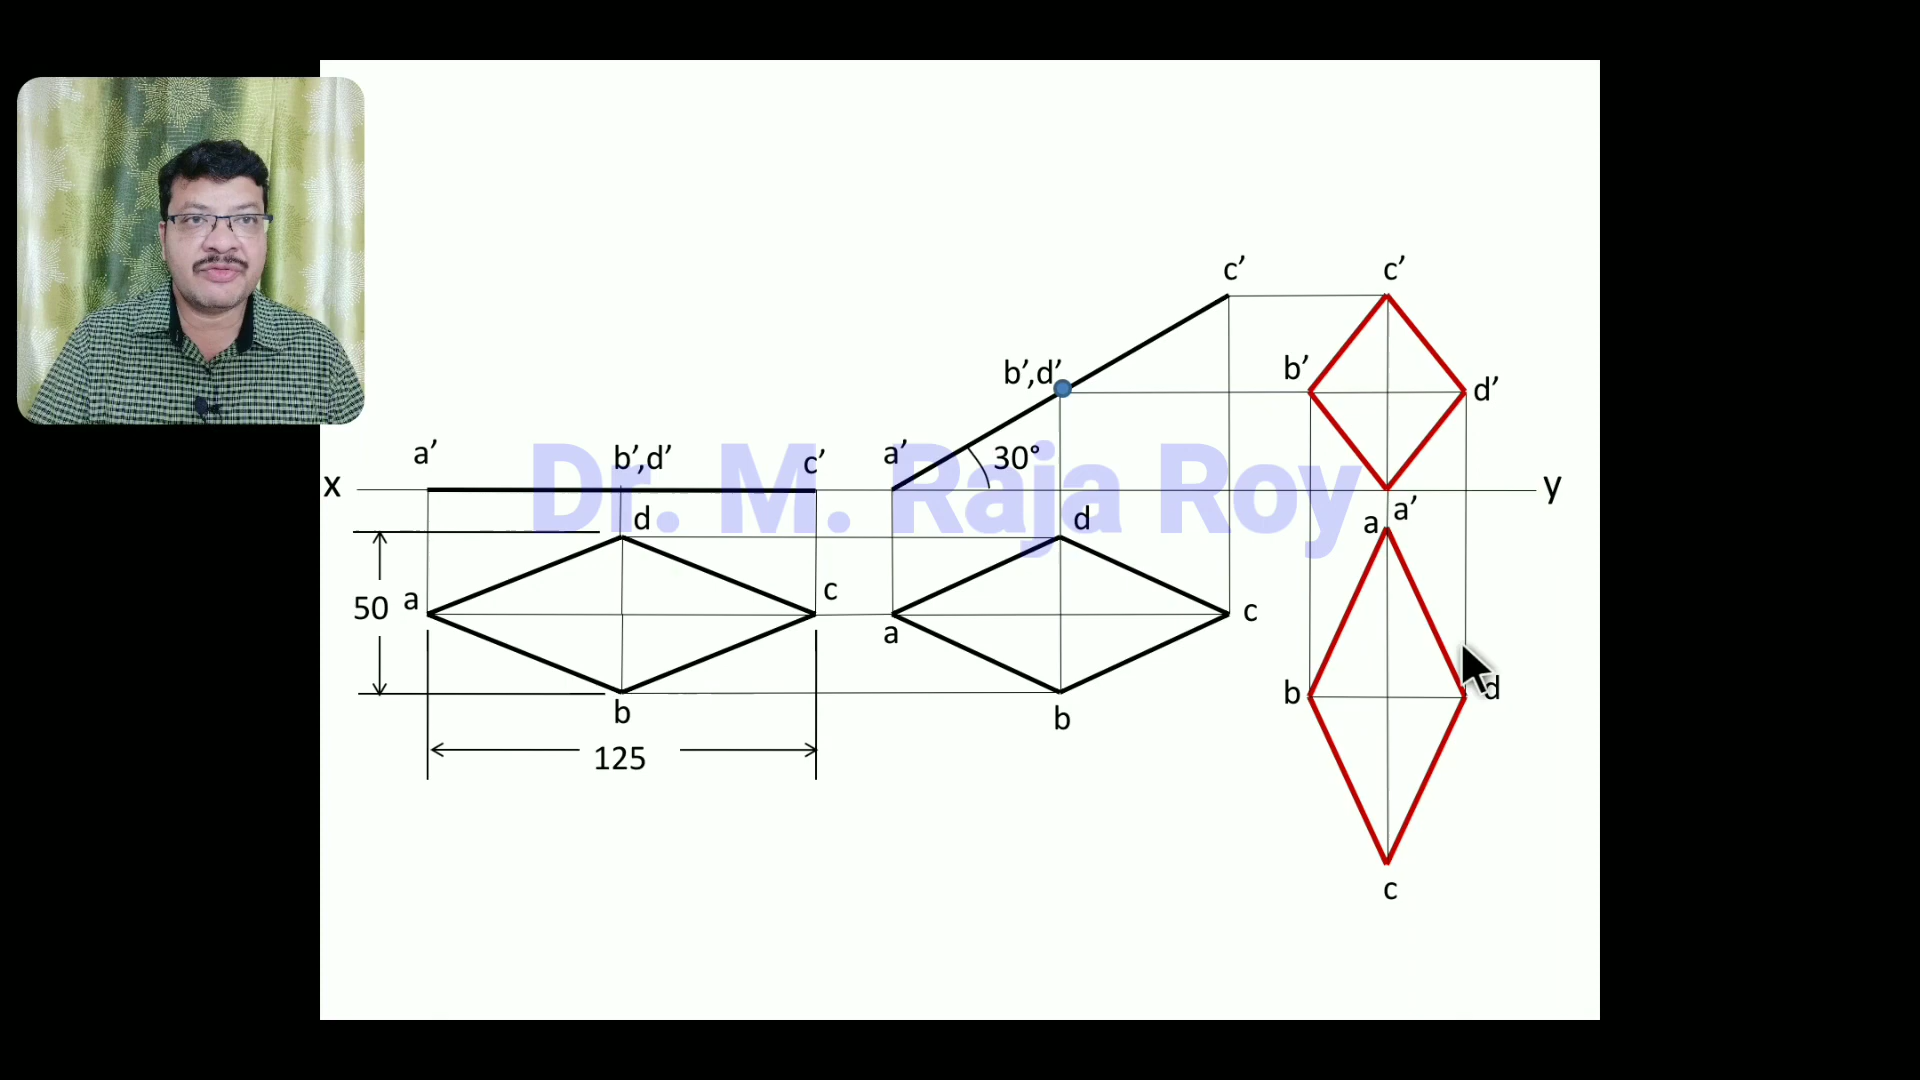 c’
c’
b’,d’
b’
d’
a’
b’,d’
c’
a’
30°
x
y
Dr. M. Raja Roy
d
d
a
a’
50
a
c
a
c
b
d
b
b
125
c